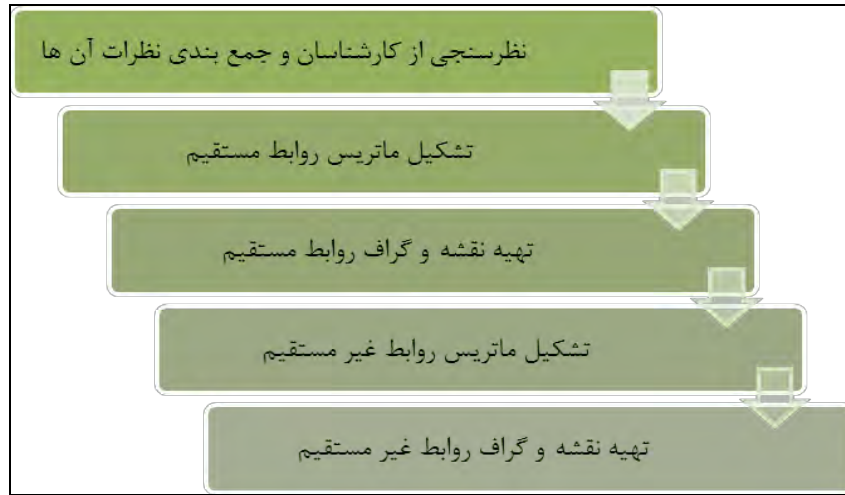 نظرسنجی از کارشناسان و جمع بندی نظرات آن ها
تشکیل ماتریس روابط مستقیم
تهیه نقشه و گراف روابط مستقیم
تشکیل ماتریس روابط غیر مستقیم
تهیه نقشه و گراف روابط غیر مستقیم